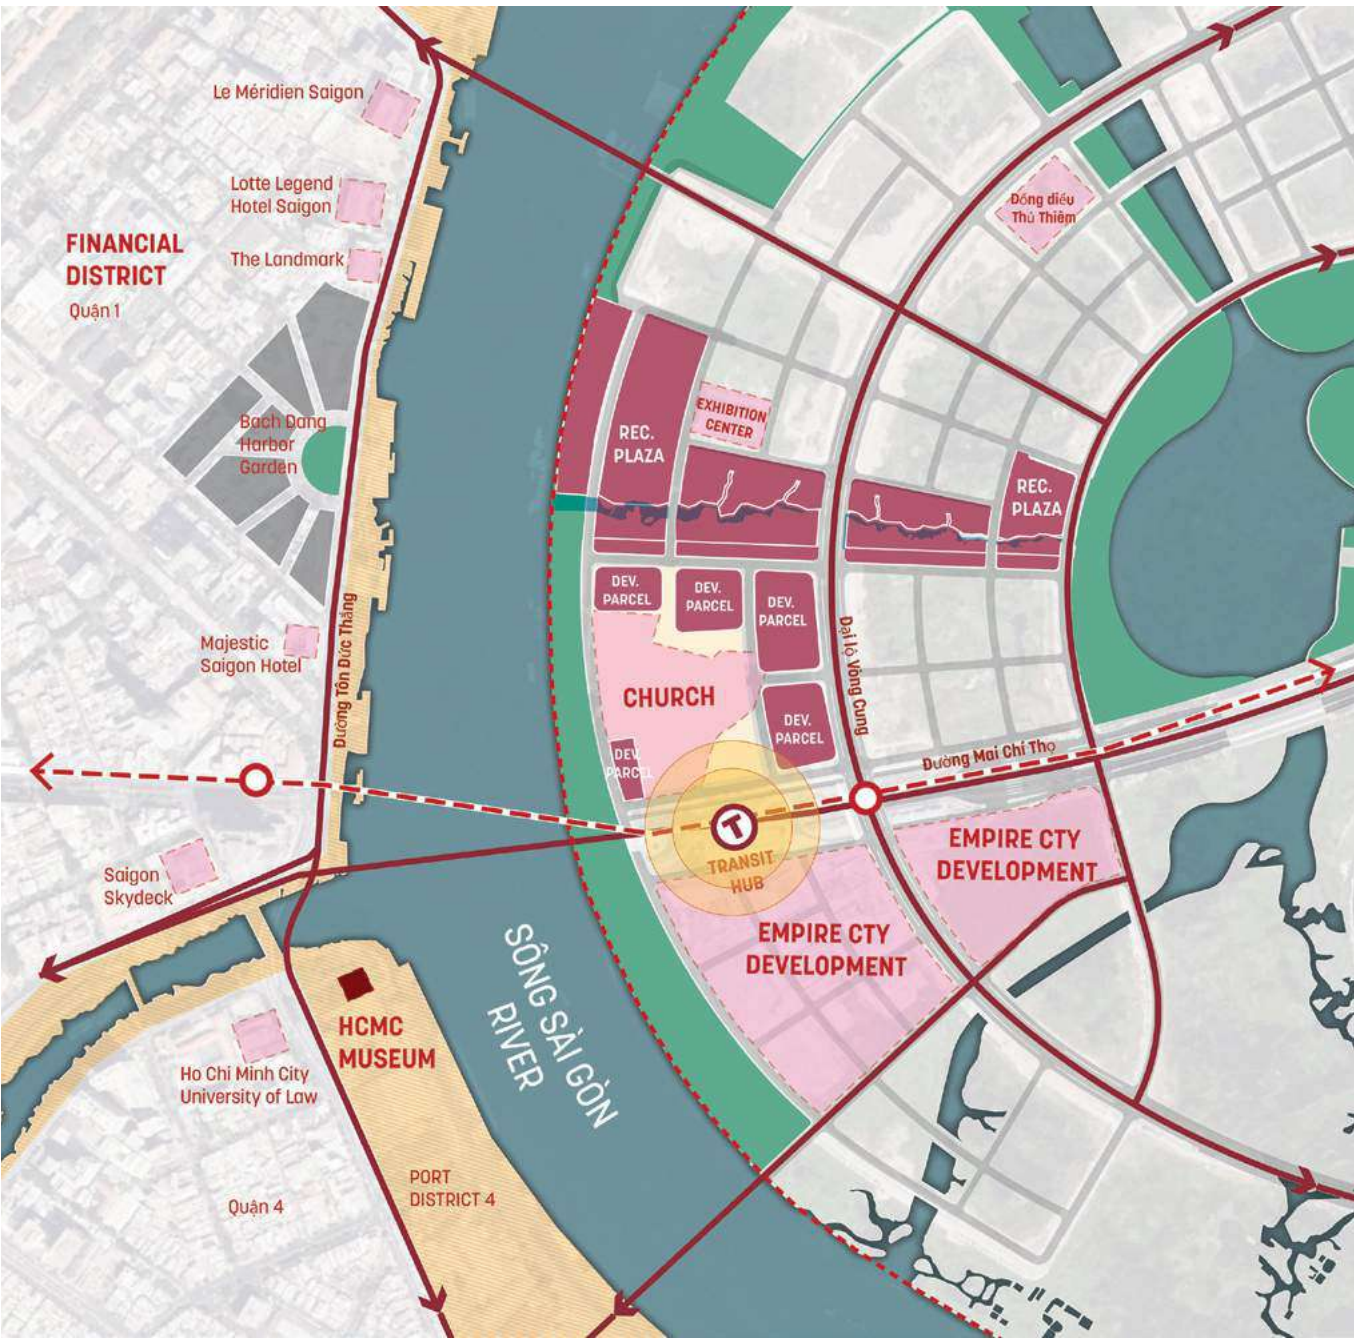 Le Méridien Saigon
Lotte Legend
Hotel Saigon
The Landmark
FINANCIAL
DISTRICT
Quận 1
Bach Dang
Harbor
Garden
Majestic
Saigon Hotel
Đường Tôn Đức Thắng
Saigon
Skydeck
HCMC
MUSEUM
Ho Chi Minh City
University of Law
Quận 4
PORT
DISTRICT 4
SÔNG SÀI GÒN
RIVER
Đồng điều
Thủ Thiêm
EXHIBITION
CENTER
REC.
PLAZA
REC.
PLAZA
DEV.
PARCEL
DEV.
PARCEL
DEV.
PARCEL
CHURCH
DEV.
PARCEL
DEV.
PARCEL
Đại lộ Vòng Cung
Đường Mai Chí Thọ
T
TRANSIT
HUB
EMPIRE CTY
DEVELOPMENT
EMPIRE CTY
DEVELOPMENT